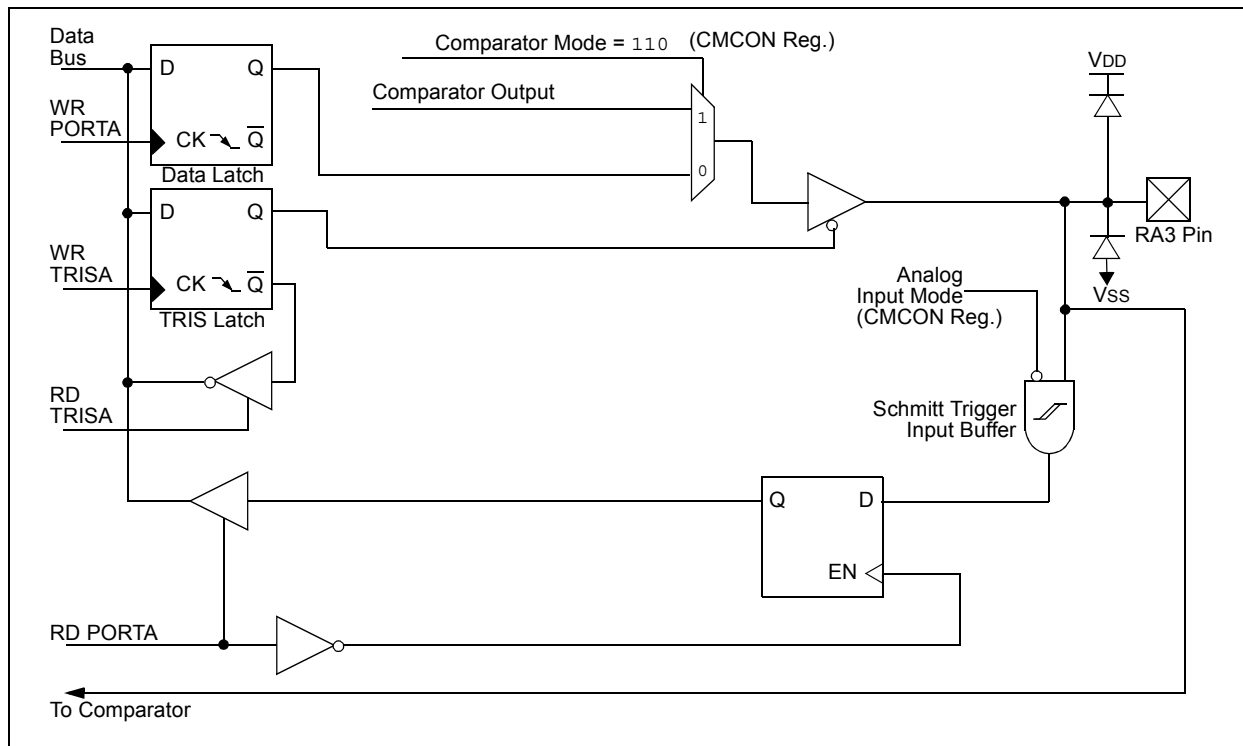 Data
Bus
Comparator Mode = 110 (CMCON Reg.)
VDD
D Q
WR
PORTA
Comparator Output
1
CK Q̅
0
Data Latch
D Q
RA3 Pin
WR
TRISA
Analog
Input Mode
(CMCON Reg.)
CK Q̅
VSS
TRIS Latch
RD
TRISA
Schmitt Trigger
Input Buffer
Q D
EN
RD PORTA
To Comparator